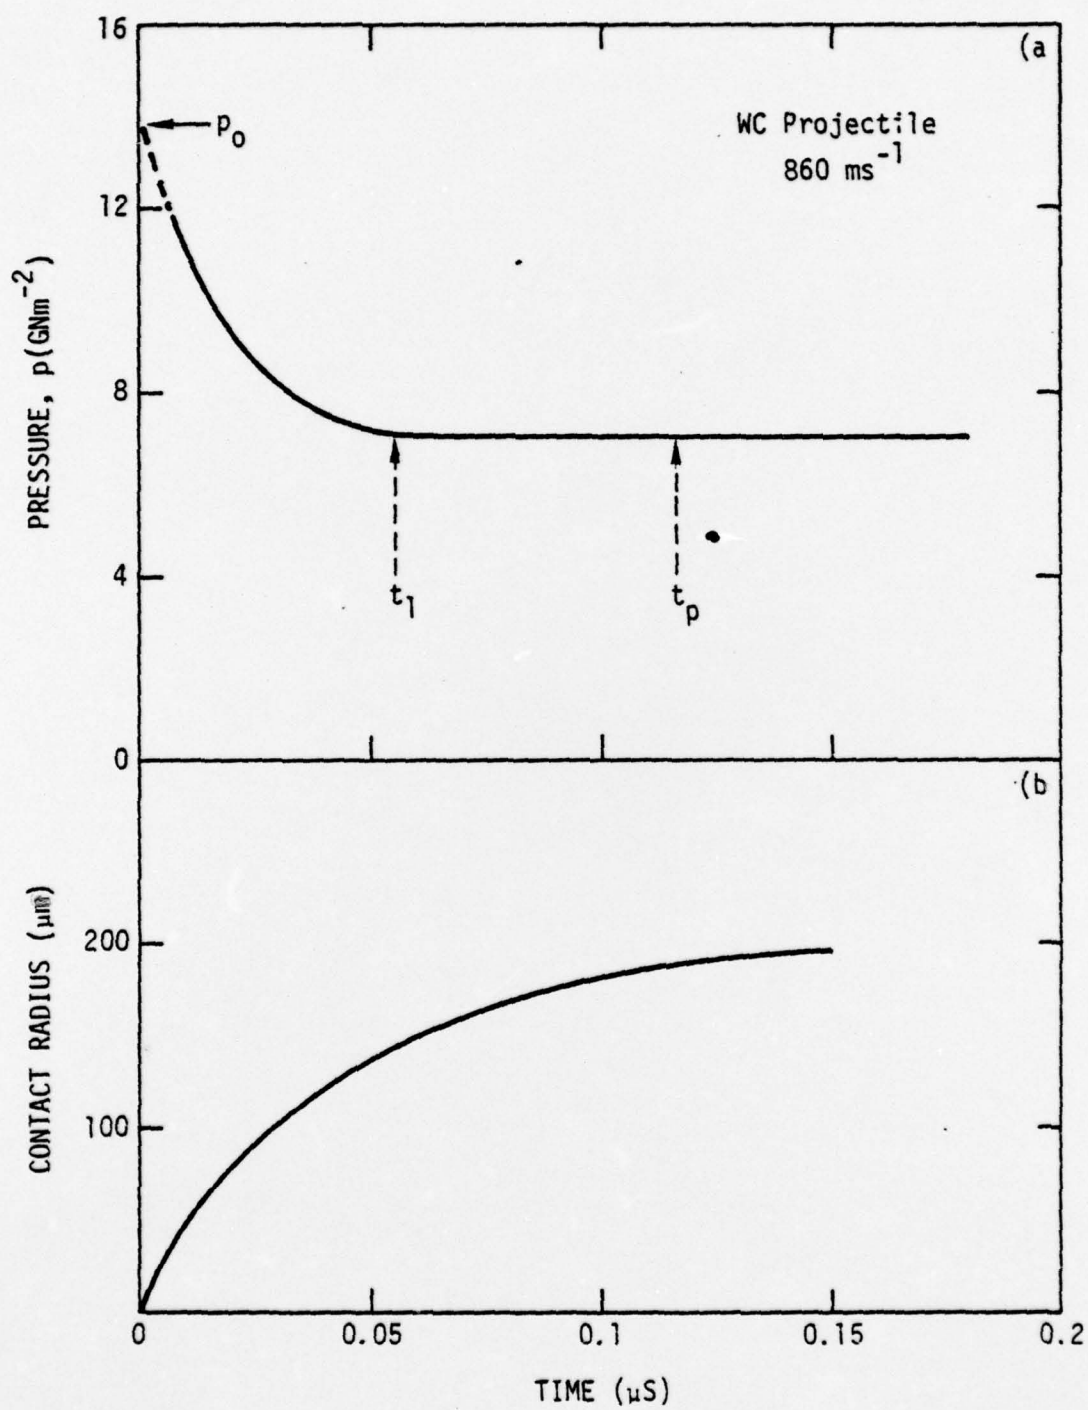 16
(a
p₀
WC Projectile
860 ms⁻¹
12
PRESSURE, p(GNm⁻²)
8
4
t₁
tₚ
0
(b
CONTACT RADIUS (μm)
200
100
0
0.05
0.1
0.15
0.2
TIME (μS)